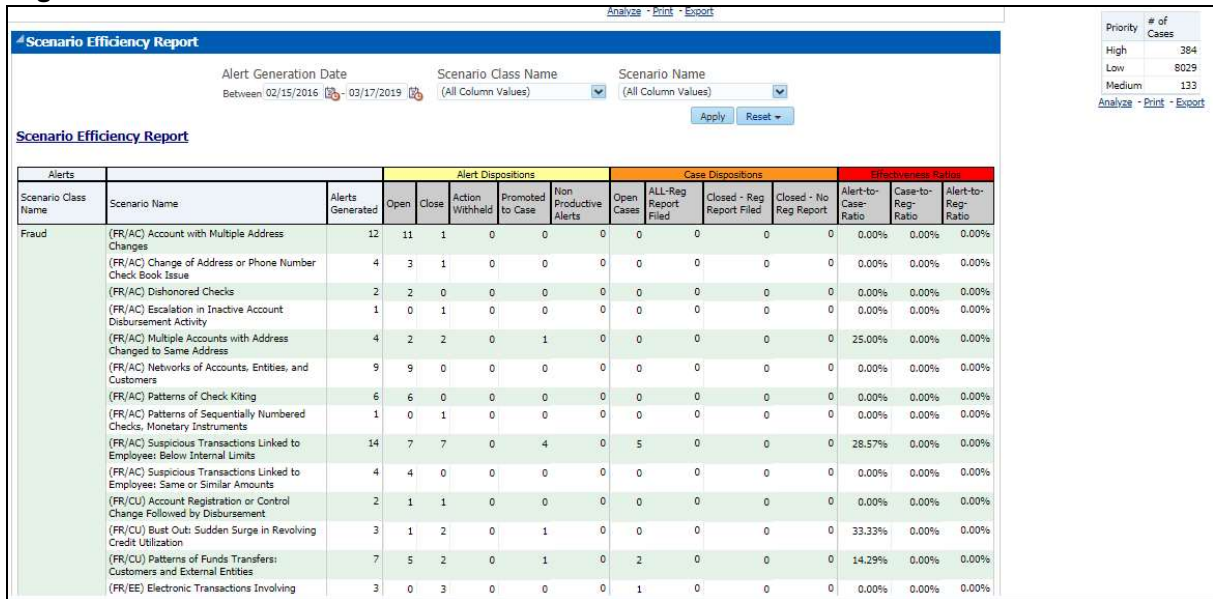 Analyze - Print - Export
Scenario Efficiency Report
Alert Generation Date
Between 02/15/2016 - 03/17/2019
Scenario Class Name
(All Column Values)
Scenario Name
(All Column Values)
Apply Reset
Scenario Efficiency Report
Alerts Alert Dispositions Case Dispositions Effectiveness Ratios
Scenario Class Name Scenario Name Alerts Generated Open Close Action Withheld Promoted to Case Non Productive Alerts Open Cases ALL-Reg Report Filed Closed - Reg Report Filed Closed - No Reg Report Alert-to-Case-Ratio Case-to-Reg-Ratio Alert-to-Reg-Ratio
Fraud (FR/AC) Account with Multiple Address Changes 12 11 1 0 0 0 0 0 0 0 0.00% 0.00% 0.00%
(FR/AC) Change of Address or Phone Number Check Book Issue 4 3 1 0 0 0 0 0 0 0 0.00% 0.00% 0.00%
(FR/AC) Dishonored Checks 2 2 0 0 0 0 0 0 0 0 0.00% 0.00% 0.00%
(FR/AC) Escalation in Inactive Account Disbursement Activity 1 0 1 0 0 0 0 0 0 0 0.00% 0.00% 0.00%
(FR/AC) Multiple Accounts with Address Changed to Same Address 4 2 2 0 1 0 0 0 0 0 25.00% 0.00% 0.00%
(FR/AC) Networks of Accounts, Entities, and Customers 9 9 0 0 0 0 0 0 0 0 0.00% 0.00% 0.00%
(FR/AC) Patterns of Check Kiting 6 6 0 0 0 0 0 0 0 0 0.00% 0.00% 0.00%
(FR/AC) Patterns of Sequentially Numbered Checks, Monetary Instruments 1 0 1 0 0 0 0 0 0 0 0.00% 0.00% 0.00%
(FR/AC) Suspicious Transactions Linked to Employee: Below Internal Limits 14 7 7 0 4 0 5 0 0 0 28.57% 0.00% 0.00%
(FR/AC) Suspicious Transactions Linked to Employee: Same or Similar Amounts 4 4 0 0 0 0 0 0 0 0 0.00% 0.00% 0.00%
(FR/CU) Account Registration or Control Change Followed by Disbursement 2 1 1 0 0 0 0 0 0 0 0.00% 0.00% 0.00%
(FR/CU) Bust Out: Sudden Surge in Revolving Credit Utilization 3 1 2 0 1 0 0 0 0 0 33.33% 0.00% 0.00%
(FR/CU) Patterns of Funds Transfers: Customers and External Entities 7 5 2 0 1 0 2 0 0 0 14.29% 0.00% 0.00%
(FR/EE) Electronic Transactions Involving 3 0 3 0 0 0 1 0 0 0 0.00% 0.00% 0.00%
Priority # of Cases
High 384
Low 8029
Medium 133
Analyze - Print - Export